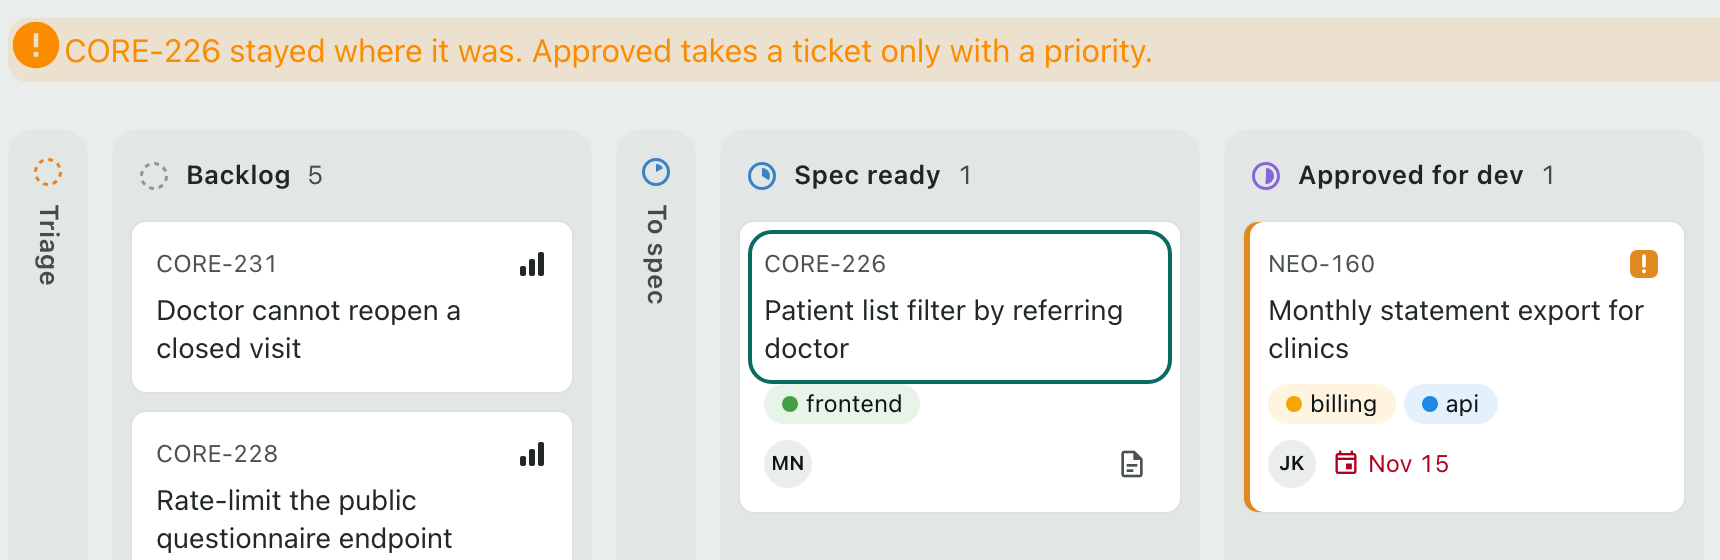 CORE-226 stayed where it was. Approved takes a ticket only with a priority.
Triage
Backlog 5
CORE-231
Doctor cannot reopen a
closed visit
CORE-228
Rate-limit the public
questionnaire endpoint
To spec
Spec ready 1
CORE-226
Patient list filter by referring
doctor
frontend
MN
Approved for dev 1
NEO-160
Monthly statement export for
clinics
billing api
JK Nov 15